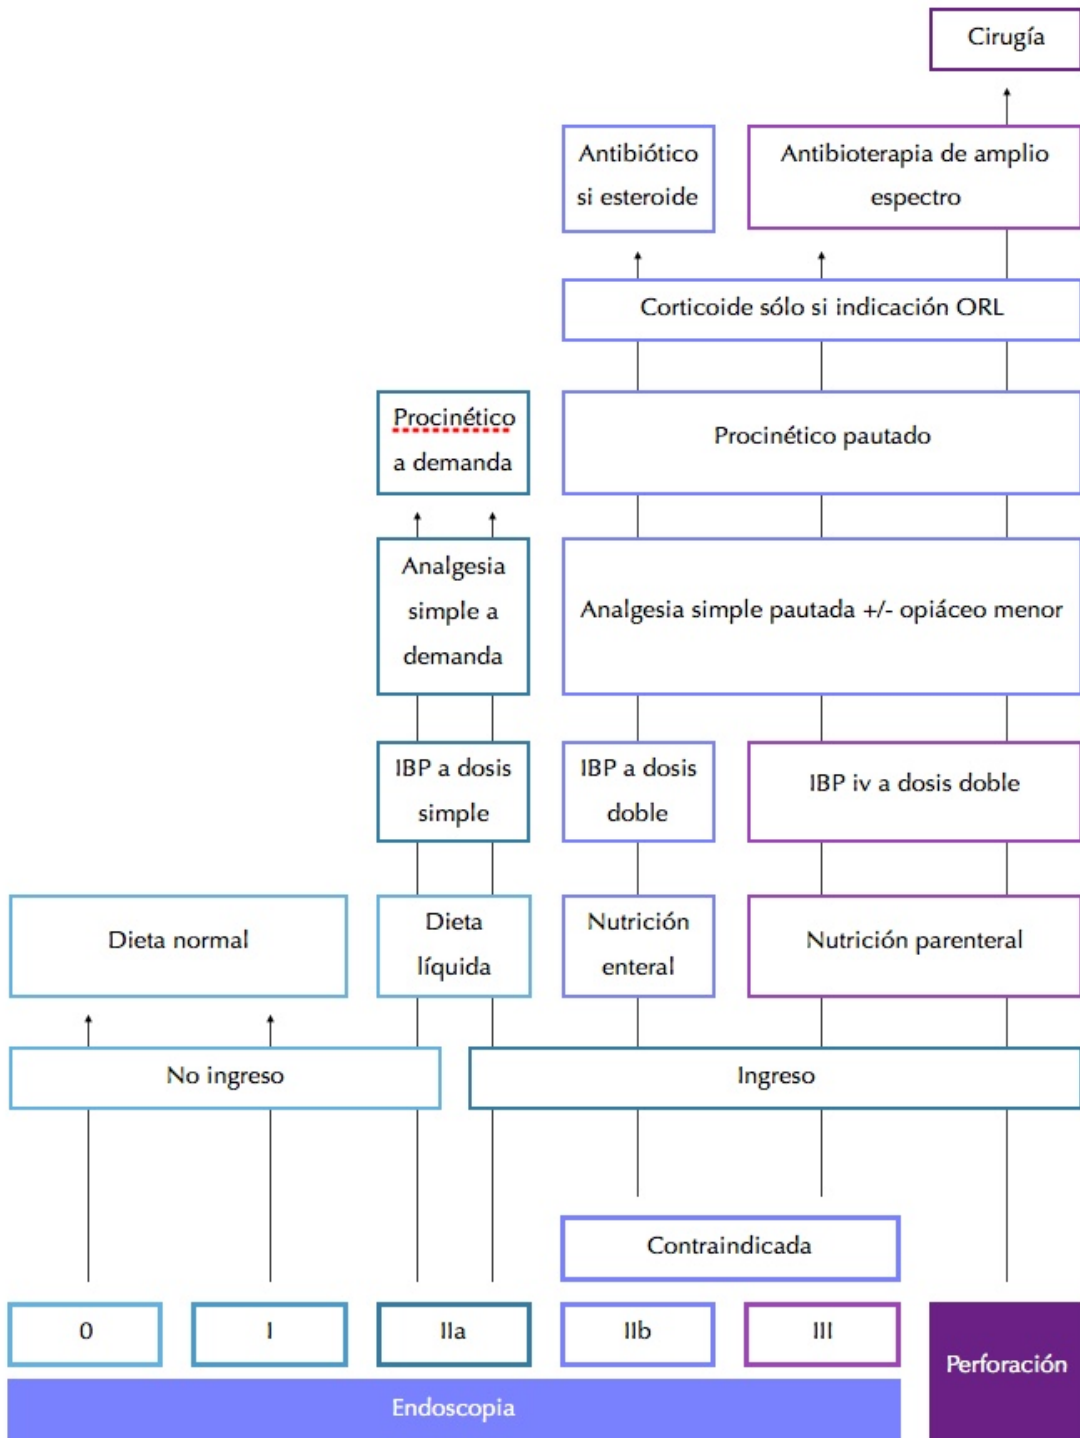 Cirugía
Antibiótico
si esteroide
Antibioterapia de amplio
espectro
Corticoide sólo si indicación ORL
Procinético
a demanda
Procinético pautado
Analgesia
simple a
demanda
Analgesia simple pautada +/- opiáceo menor
IBP a dosis
simple
IBP a dosis
doble
IBP iv a dosis doble
Dieta normal
Dieta
líquida
Nutrición
enteral
Nutrición parenteral
No ingreso
Ingreso
Contraindicada
0
I
IIa
IIb
III
Perforación
Endoscopia